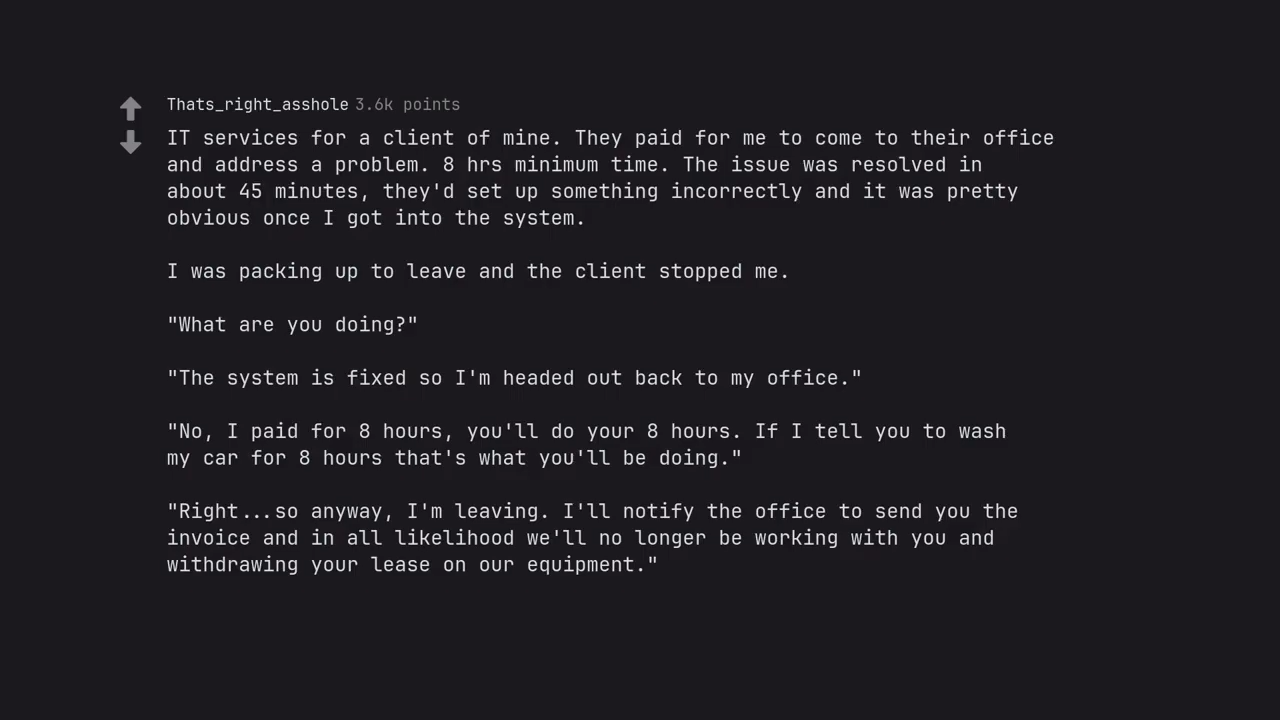 Thats_right_asshole 3.6k points
IT services for a client of mine. They paid for me to come to their office
and address a problem. 8 hrs minimum time. The issue was resolved in
about 45 minutes, they'd set up something incorrectly and it was pretty
obvious once I got into the system.
I was packing up to leave and the client stopped me.
"What are you doing?"
"The system is fixed so I'm headed out back to my office."
"No, I paid for 8 hours, you'll do your 8 hours. If I tell you to wash
my car for 8 hours that's what you'll be doing."
"Right...so anyway, I'm leaving. I'll notify the office to send you the
invoice and in all likelihood we'll no longer be working with you and
withdrawing your lease on our equipment."